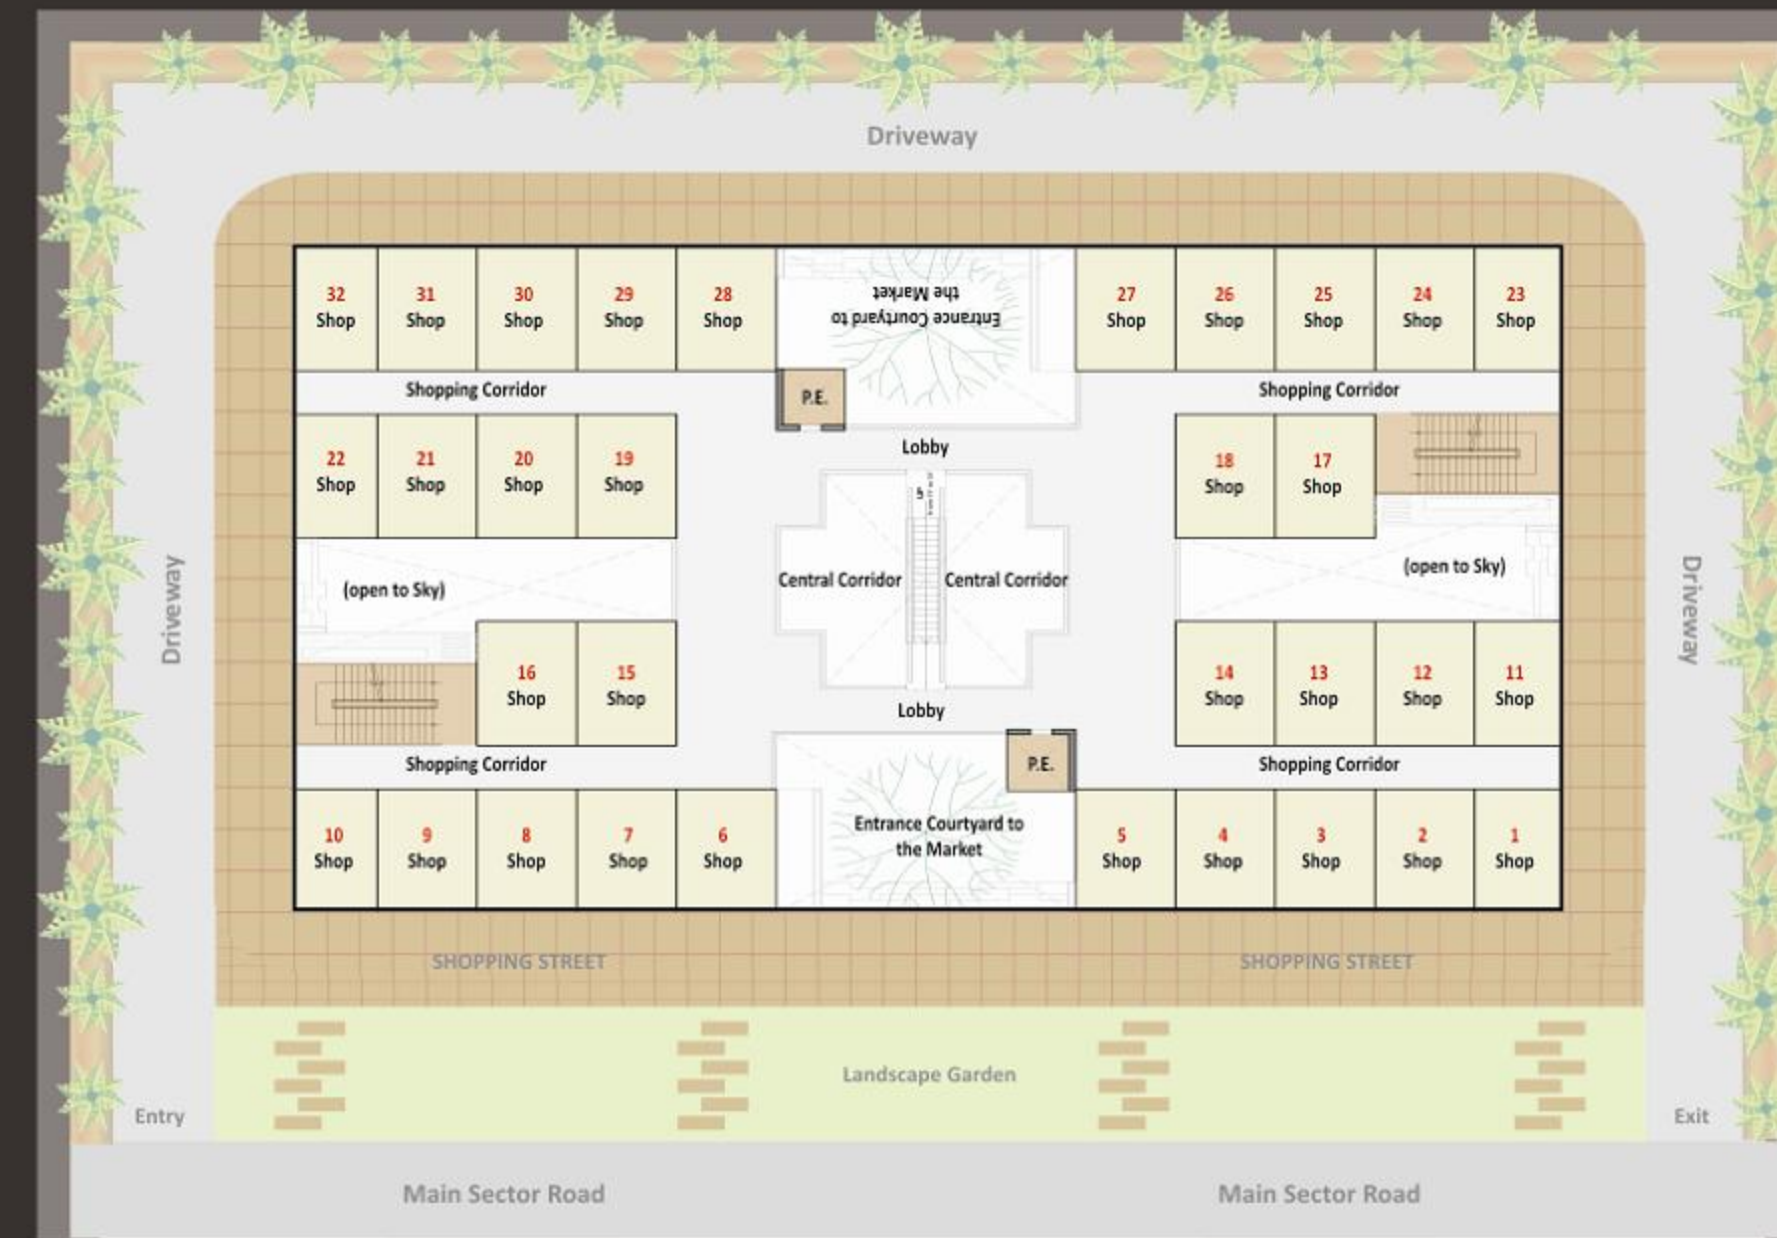 Driveway
32 31 30 29 28
Shop Shop Shop Shop Shop
Entrance Courtyard to
the Market
27 26 25 24 23
Shop Shop Shop Shop Shop
Shopping Corridor
P.E.
Shopping Corridor
Lobby
22 21 20 19
Shop Shop Shop Shop
18 17
Shop Shop
(open to Sky)
Central Corridor
Central Corridor
(open to Sky)
Driveway
Driveway
16 15
Shop Shop
14 13 12 11
Shop Shop Shop Shop
Lobby
Shopping Corridor
P.E.
Shopping Corridor
10 9 8 7 6
Shop Shop Shop Shop Shop
Entrance Courtyard to
the Market
5 4 3 2 1
Shop Shop Shop Shop Shop
SHOPPING STREET
SHOPPING STREET
Landscape Garden
Entry
Exit
Main Sector Road
Main Sector Road